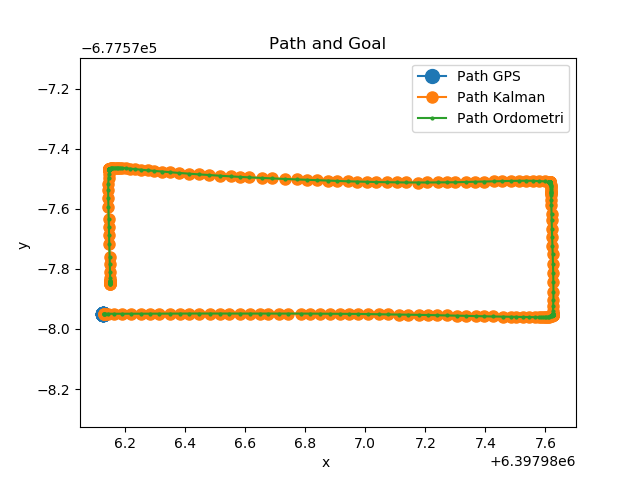 Path and Goal
−6.7757e5
Path GPS
Path Kalman
Path Ordometri
−7.2
−7.4
−7.6
−7.8
−8.0
−8.2
y
6.2 6.4 6.6 6.8 7.0 7.2 7.4 7.6
x
+6.39798e6